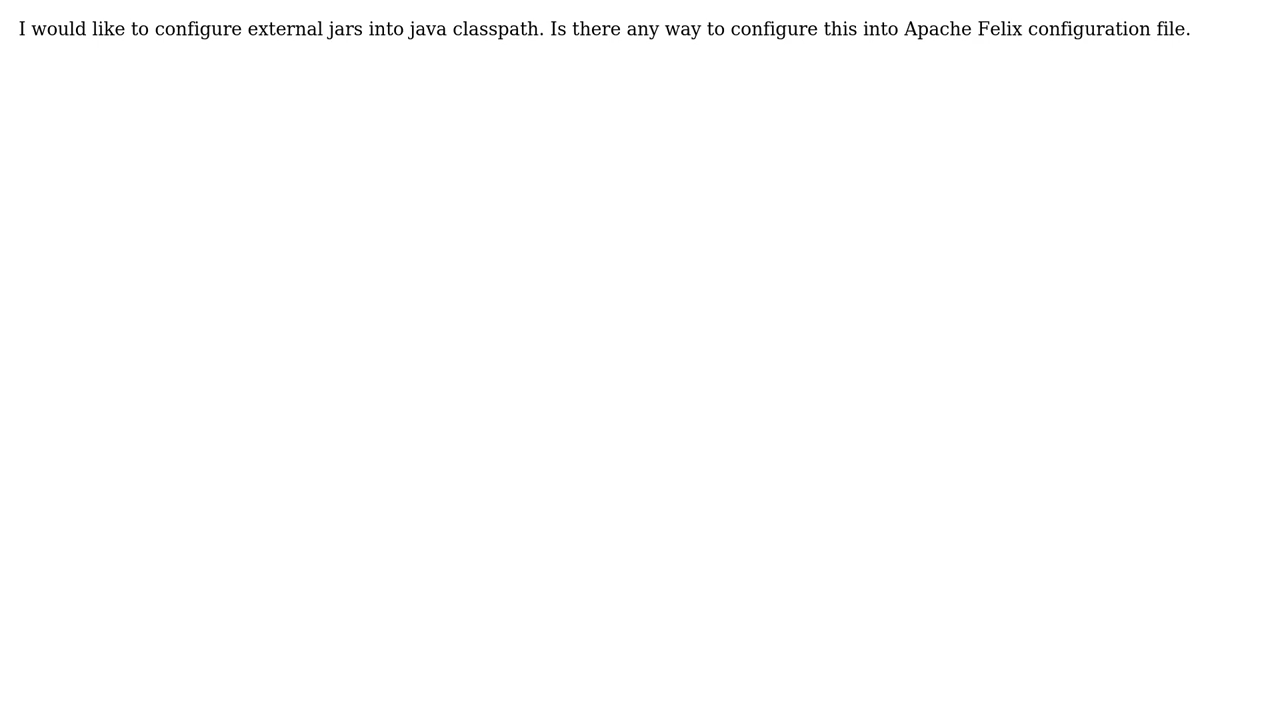 I would like to configure external jars into java classpath. Is there any way to configure this into Apache Felix configuration file.